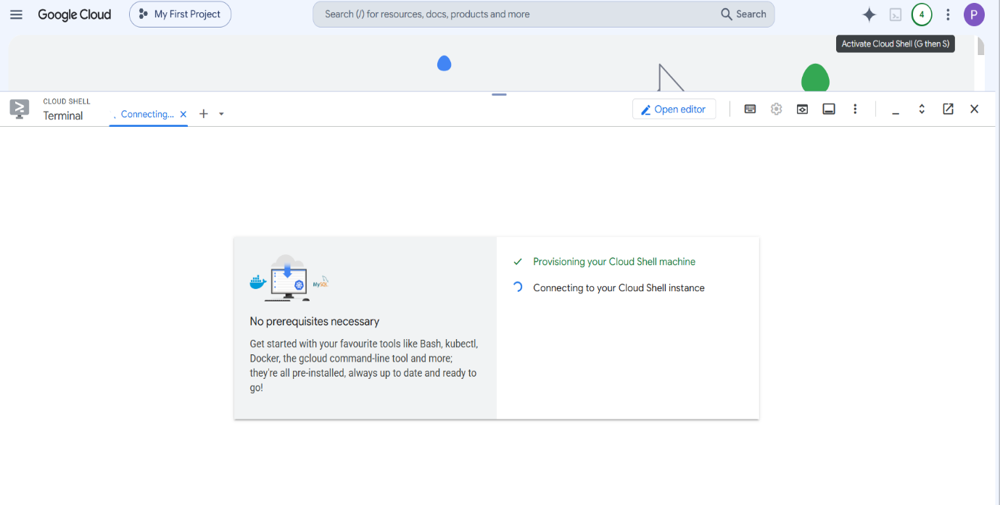 Google Cloud
My First Project
Search (/) for resources, docs, products and more
Search
4
P
Activate Cloud Shell (G then S)
CLOUD SHELL
Terminal
Connecting...
Open editor
MySQL
No prerequisites necessary
Get started with your favourite tools like Bash, kubectl,
Docker, the gcloud command-line tool and more;
they're all pre-installed, always up to date and ready to
go!
Provisioning your Cloud Shell machine
Connecting to your Cloud Shell instance